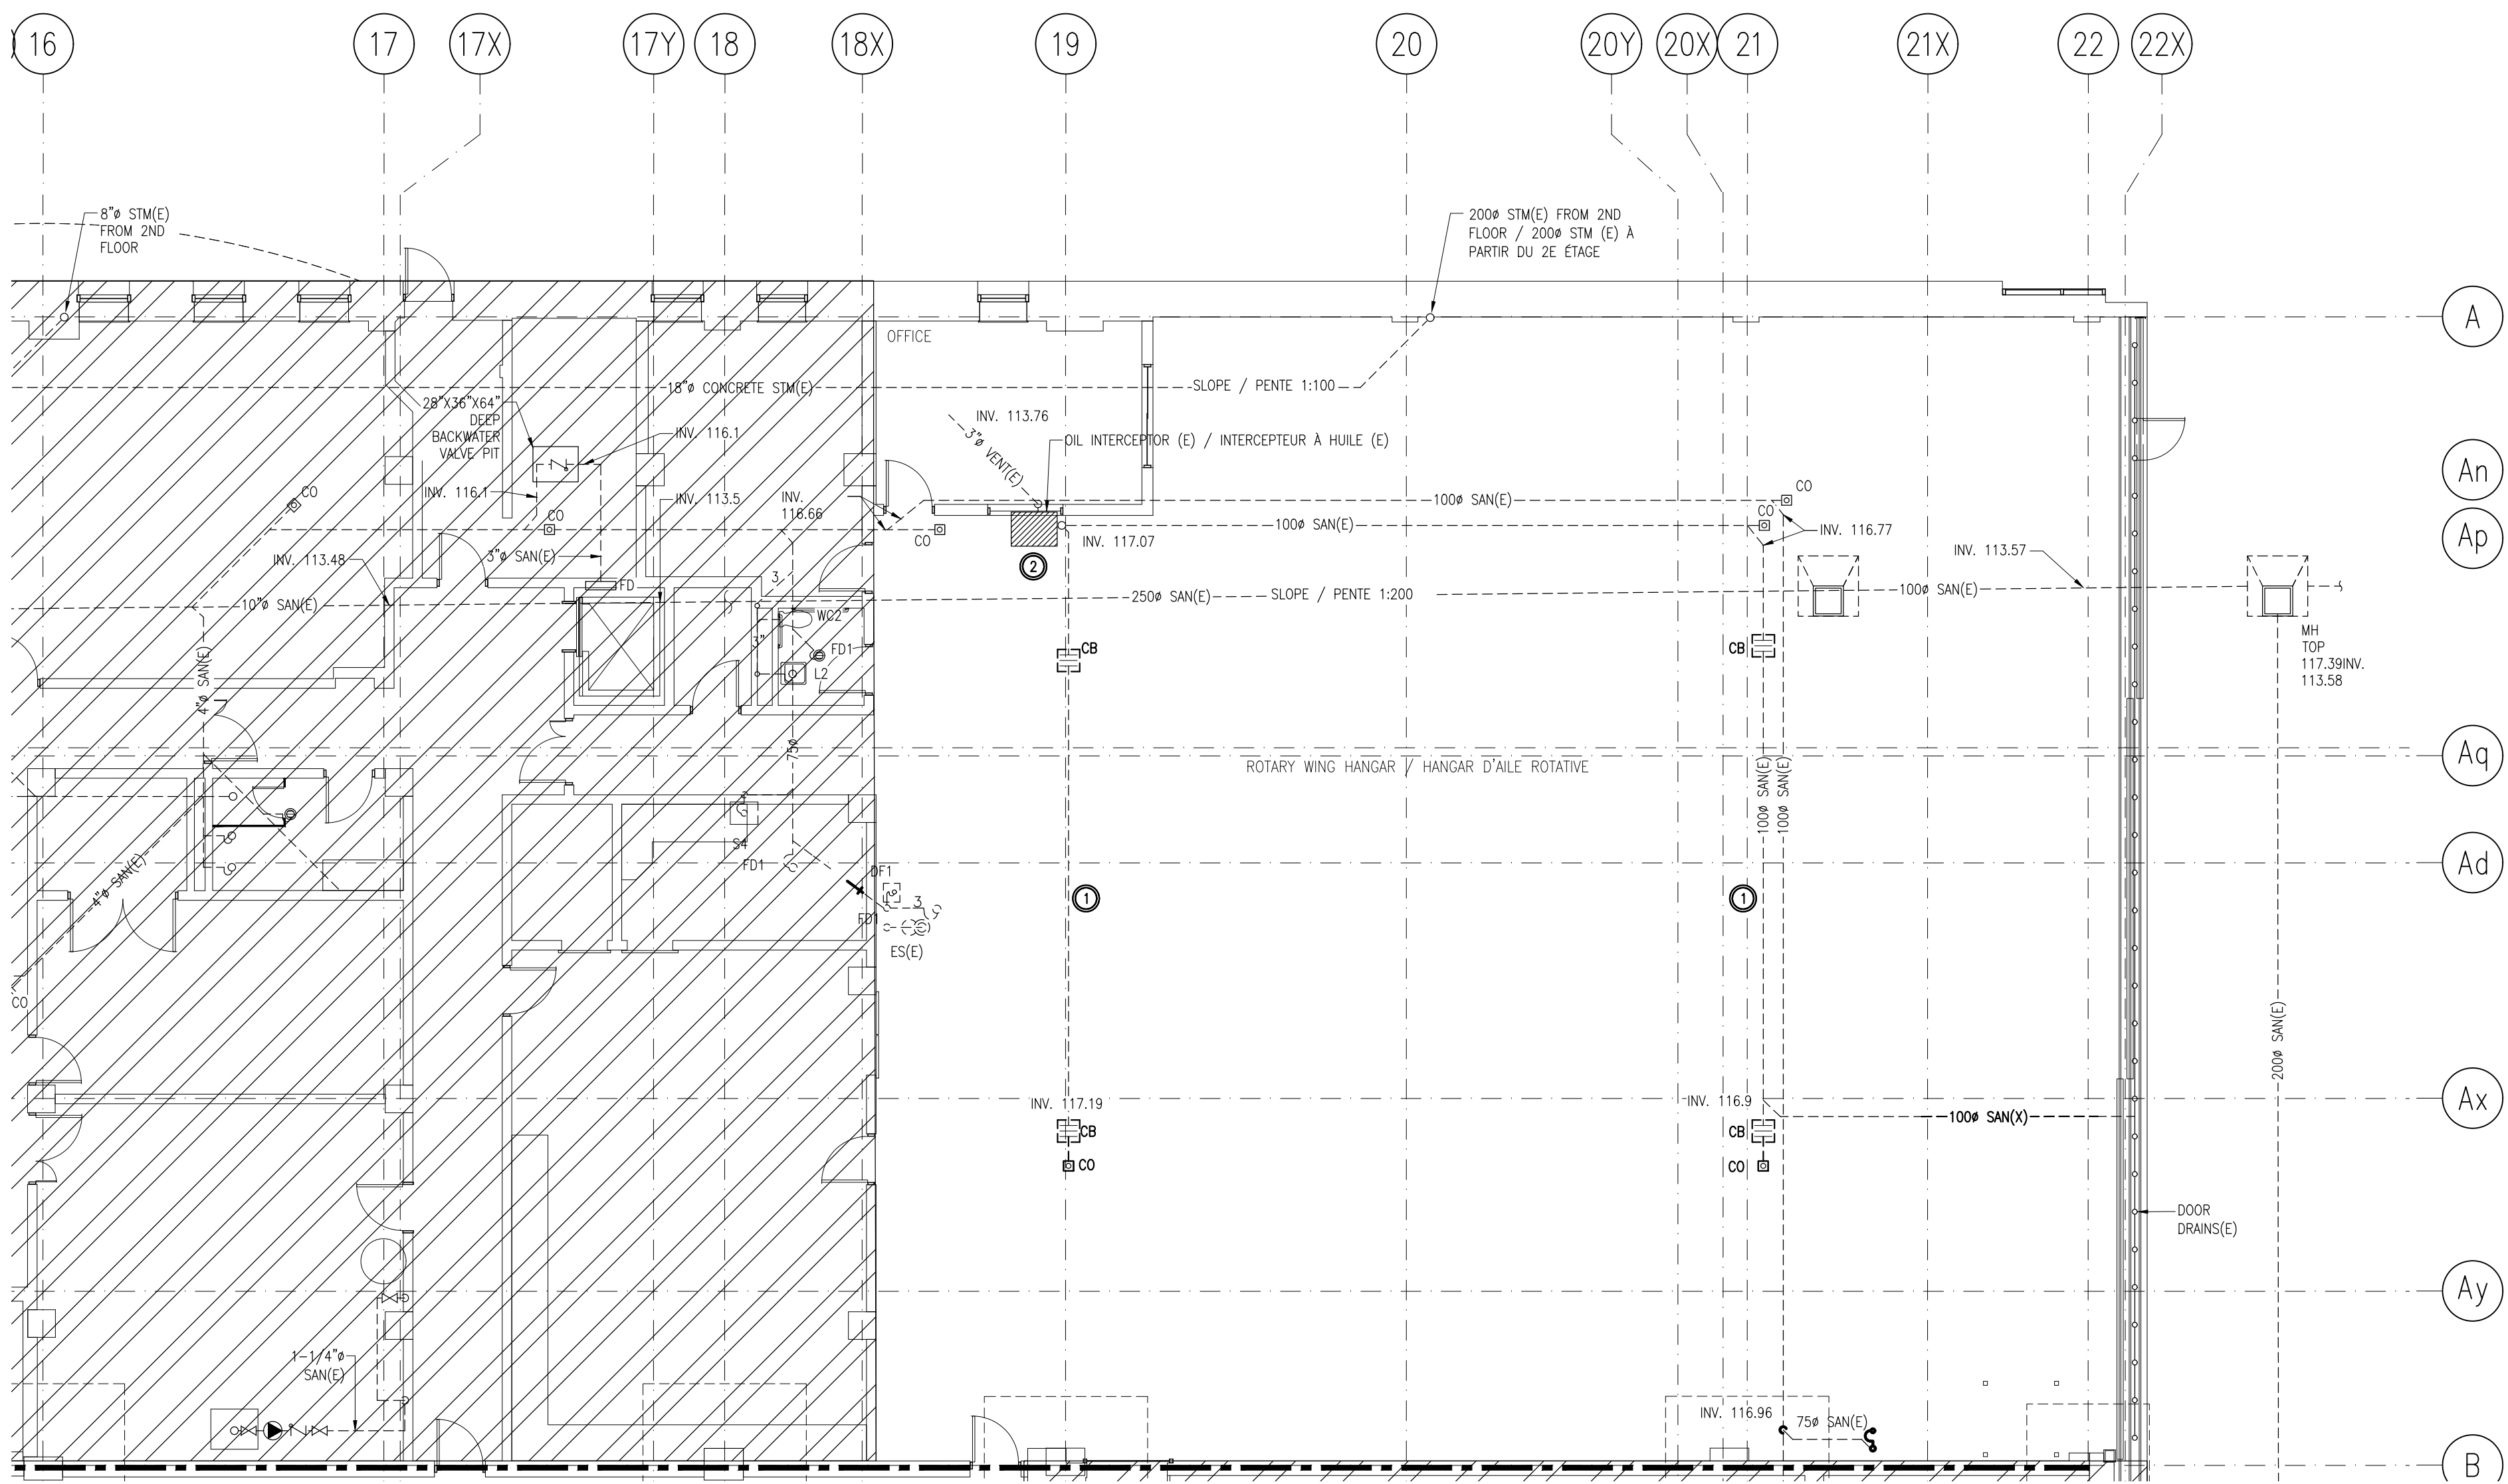 16
17
17X
17Y
18
18X
19
20
20Y
20X
21
21X
22
22X
8"ø STM(E)
FROM 2ND
FLOOR
200ø STM(E) FROM 2ND
FLOOR / 200ø STM (E) À
PARTIR DU 2E ÉTAGE
A
OFFICE
18"ø CONCRETE STM(E)
SLOPE / PENTE 1:100
28"X36"X64"
DEEP
BACKWATER
VALVE PIT
INV. 116.1
INV. 113.76
3"ø VENT(E)
OIL INTERCEPTOR (E) / INTERCEPTEUR À HUILE (E)
An
CO
INV. 116.1
INV. 113.5
INV.
116.66
100ø SAN(E)
CO
CO
CO
100ø SAN(E)
CO
INV. 116.77
Ap
INV. 117.07
INV. 113.48
3"ø SAN(E)
2
INV. 113.57
3
FD
10"ø SAN(E)
250ø SAN(E)
SLOPE / PENTE 1:200
100ø SAN(E)
WC2
3"
FD1
L2
CB
CB
MH
TOP
117.39INV.
113.58
4"ø SAN(E)
75ø
Aq
ROTARY WING HANGAR / HANGAR D'AILE ROTATIVE
100ø SAN(E)
100ø SAN(E)
S4
FD1
DF1
Ad
4"ø SAN(E)
3
1
1
FD1
ES(E)
CO
200ø SAN(E)
INV. 117.19
INV. 116.9
Ax
100ø SAN(X)
CB
CB
CO
CO
DOOR
DRAINS(E)
Ay
1-1/4"ø
SAN(E)
INV. 116.96
75ø SAN(E)
B